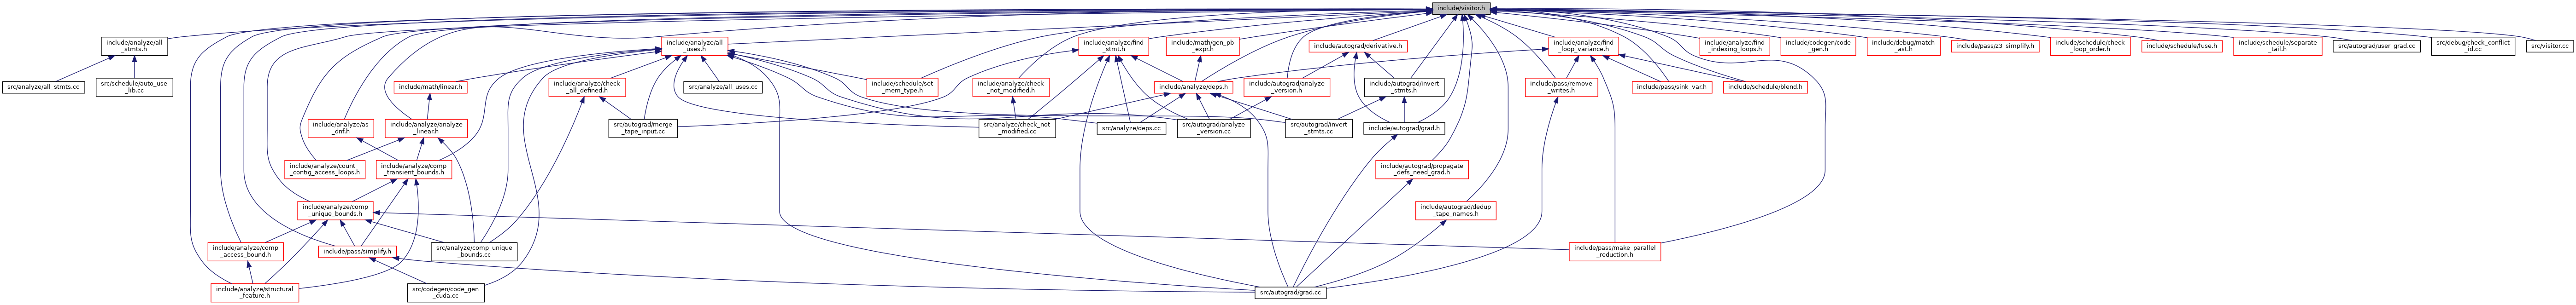 include/visitor.h
include/analyze/all
_stmts.h
include/analyze/all
_uses.h
include/analyze/find
_stmt.h
include/math/gen_pb
_expr.h
include/autograd/derivative.h
include/analyze/find
_loop_variance.h
include/analyze/find
_indexing_loops.h
include/codegen/code
_gen.h
include/debug/match
_ast.h
include/pass/z3_simplify.h
include/schedule/check
_loop_order.h
include/schedule/fuse.h
include/schedule/separate
_tail.h
src/autograd/user_grad.cc
src/debug/check_conflict
_id.cc
src/visitor.cc
src/analyze/all_stmts.cc
src/schedule/auto_use
_lib.cc
include/math/linear.h
include/analyze/check
_all_defined.h
src/analyze/all_uses.cc
include/schedule/set
_mem_type.h
include/analyze/check
_not_modified.h
include/analyze/deps.h
include/autograd/analyze
_version.h
include/autograd/invert
_stmts.h
include/pass/remove
_writes.h
include/pass/sink_var.h
include/schedule/blend.h
include/analyze/as
_dnf.h
include/analyze/analyze
_linear.h
src/autograd/merge
_tape_input.cc
src/analyze/check_not
_modified.cc
src/analyze/deps.cc
src/autograd/analyze
_version.cc
src/autograd/invert
_stmts.cc
include/autograd/grad.h
include/analyze/count
_contig_access_loops.h
include/analyze/comp
_transient_bounds.h
include/autograd/propagate
_defs_need_grad.h
include/analyze/comp
_unique_bounds.h
include/autograd/dedup
_tape_names.h
include/analyze/comp
_access_bound.h
include/pass/simplify.h
src/analyze/comp_unique
_bounds.cc
include/pass/make_parallel
_reduction.h
include/analyze/structural
_feature.h
src/codegen/code_gen
_cuda.cc
src/autograd/grad.cc